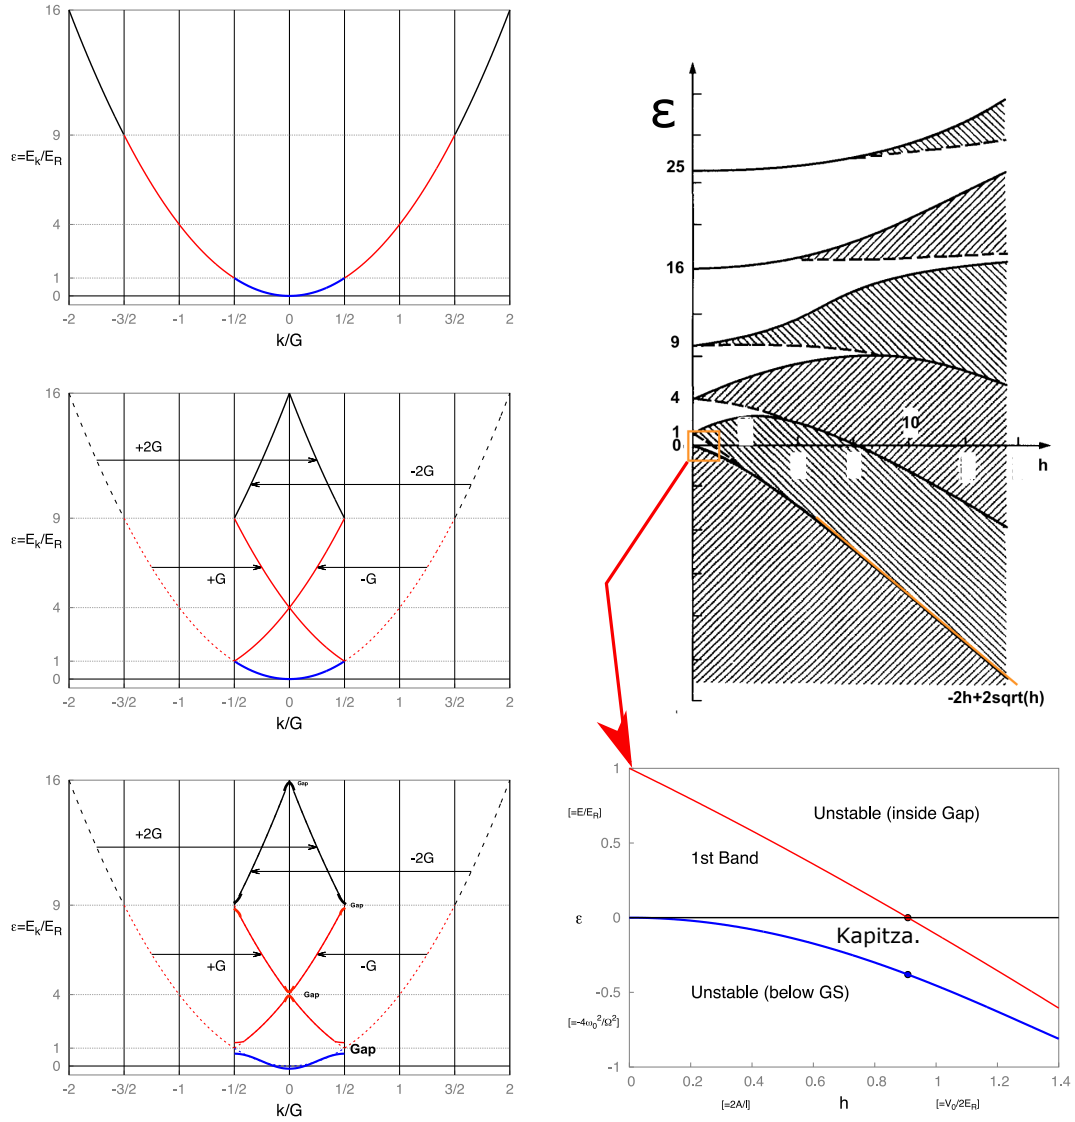 16
9
ε=E_k/E_R
4
1
0
-2 -3/2 -1 -1/2 0 1/2 1 3/2 2
k/G
16
+2G
-2G
9
ε=E_k/E_R
+G -G
4
1
0
-2 -3/2 -1 -1/2 0 1/2 1 3/2 2
k/G
16
Gap
+2G
-2G
9
Gap
ε=E_k/E_R
+G -G
4
Gap
1
Gap
0
-2 -3/2 -1 -1/2 0 1/2 1 3/2 2
k/G
ε
25
16
9
4
10
1
0
h
-2h+2sqrt(h)
1
[=E/E_R]
Unstable (inside Gap)
0.5
1st Band
ε
0
Kapitza.
Unstable (below GS)
-0.5
[=-4ω_0^2/Ω^2]
-1
0 0.2 0.4 0.6 0.8 1 1.2 1.4
[=2A/l] h [=V_0/2E_R]